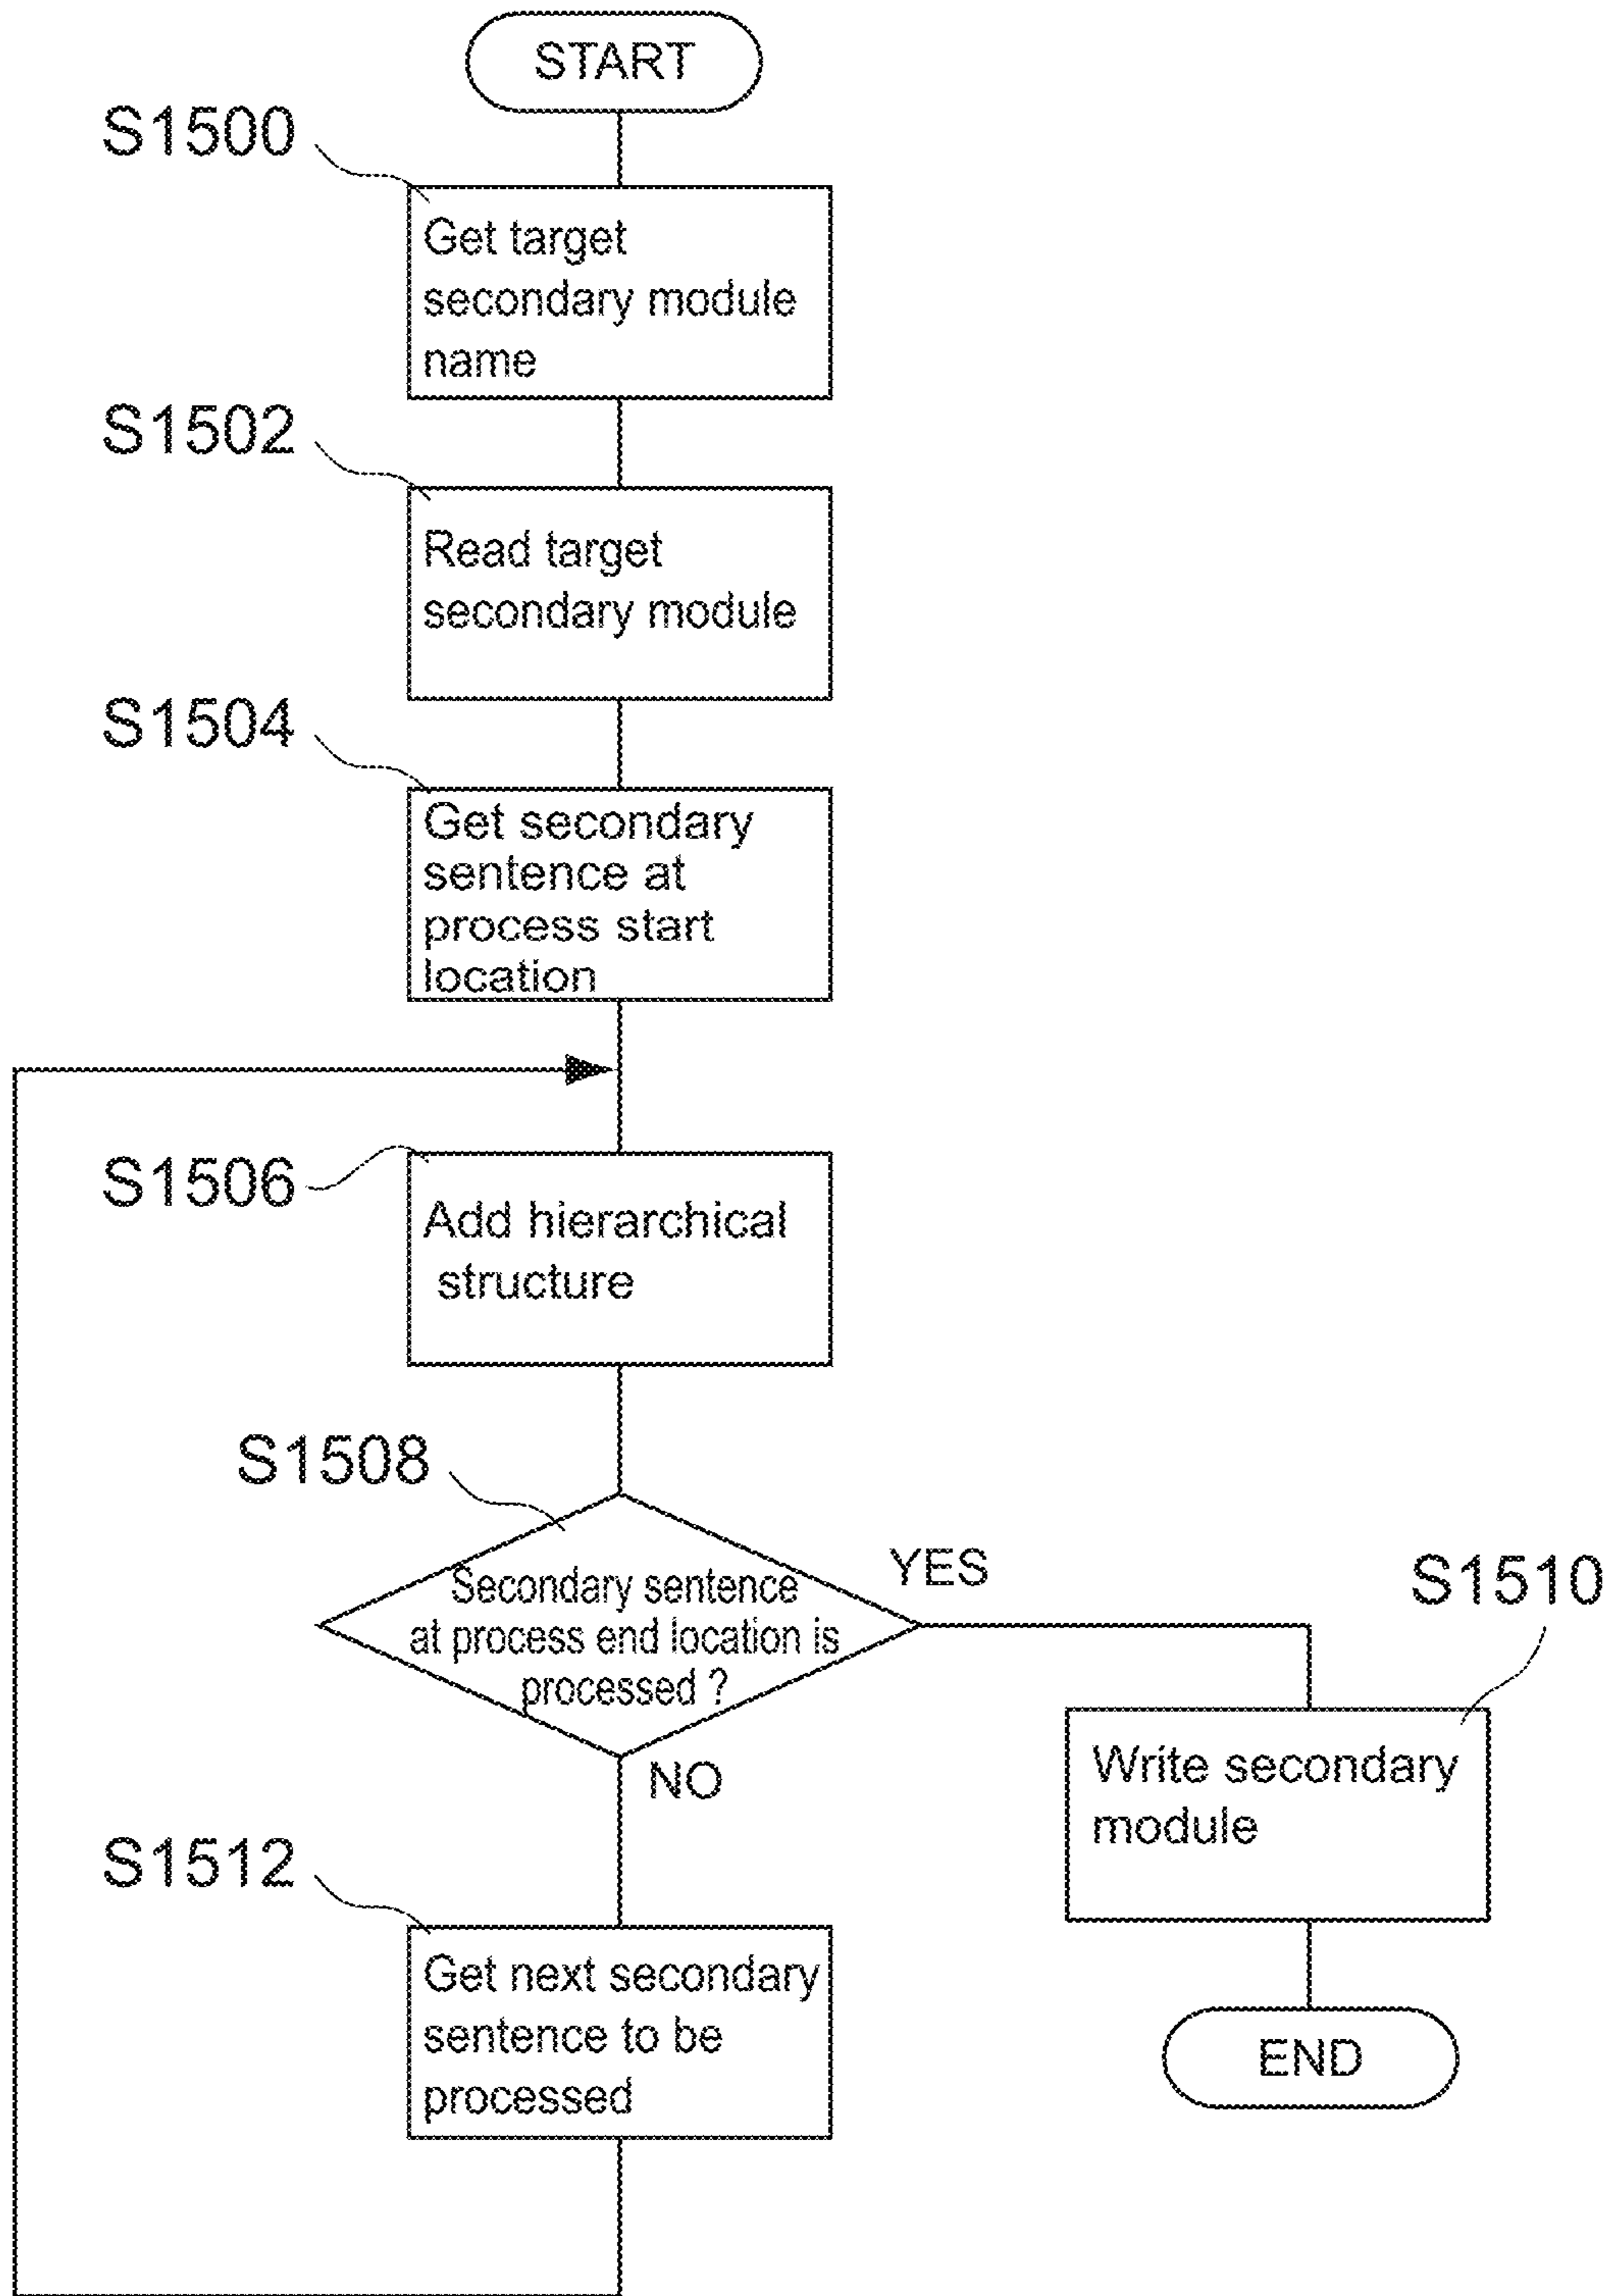 START
S1500
Get target
secondary module
name
S1502
Read target
secondary module
S1504
Get secondary
sentence at
process start
location
S1506
Add hierarchical
structure
S1508
Secondary sentence
at process end location is
processed ?
YES
NO
S1510
Write secondary
module
S1512
Get next secondary
sentence to be
processed
END